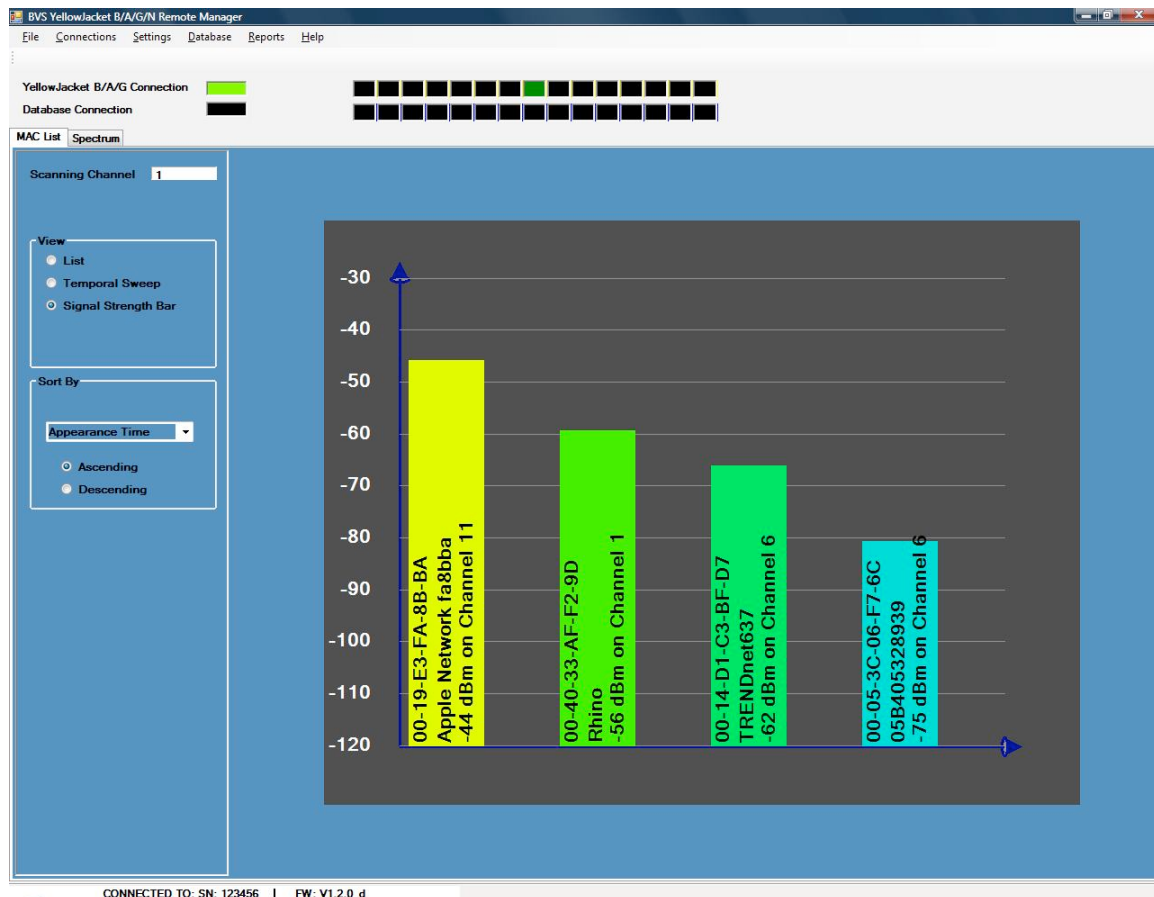 BVS YellowJacket B/A/G/N Remote Manager
File Connections Settings Database Reports Help
YellowJacket B/A/G Connection
Database Connection
MAC List Spectrum
Scanning Channel 1
View
List
Temporal Sweep
Signal Strength Bar
Sort By
Appearance Time
Ascending
Descending
-30
-40
-50
-60
-70
-80
-90
-100
-110
-120
00-19-E3-FA-8B-BA
Apple Network fa8bba
-44 dBm on Channel 11
00-40-33-AF-F2-9D
Rhino
-56 dBm on Channel 1
00-14-D1-C3-BF-D7
TRENDnet637
-62 dBm on Channel 6
00-05-3C-06-F7-6C
05B405328939
-75 dBm on Channel 6
CONNECTED TO: SN: 123456 | FW: V1.2.0 d